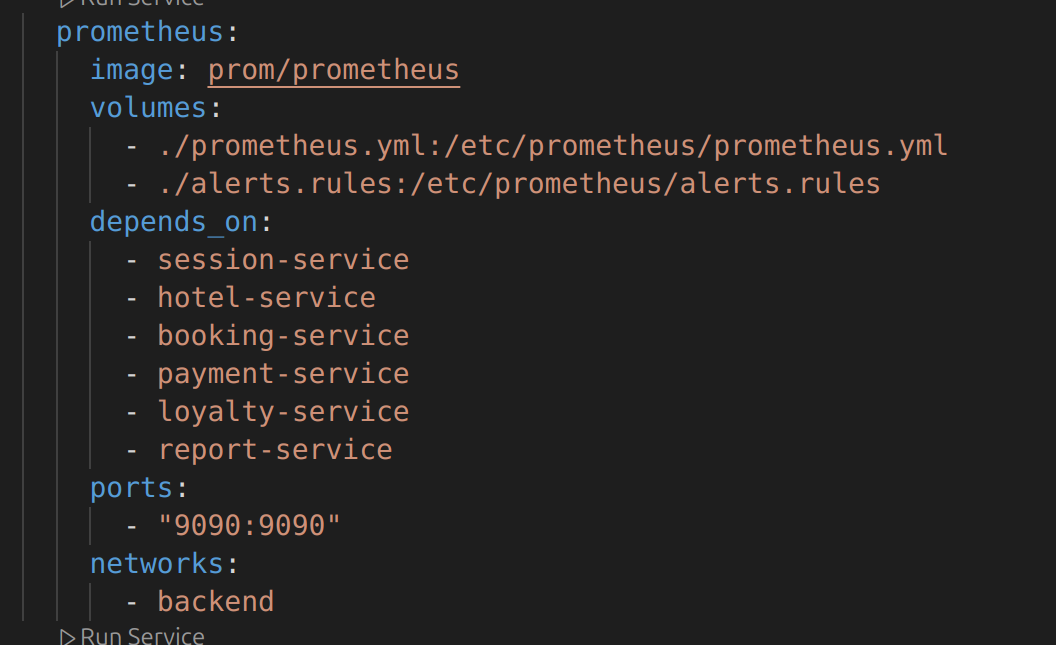 Run Service
prometheus:
image: prom/prometheus
volumes:
- ./prometheus.yml:/etc/prometheus/prometheus.yml
- ./alerts.rules:/etc/prometheus/alerts.rules
depends_on:
- session-service
- hotel-service
- booking-service
- payment-service
- loyalty-service
- report-service
ports:
- "9090:9090"
networks:
- backend
Run Service